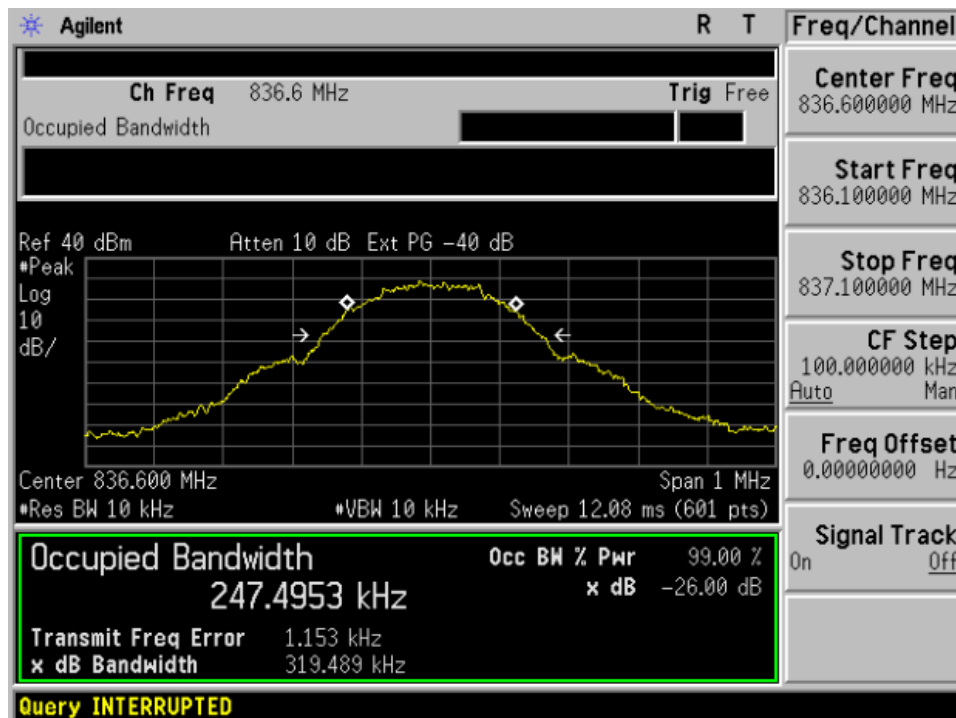 Agilent R T
Ch Freq 836.6 MHz Trig Free
Occupied Bandwidth
Ref 40 dBm Atten 10 dB Ext PG -40 dB
#Peak
Log
10
dB/
Center 836.600 MHz Span 1 MHz
#Res BW 10 kHz #VBW 10 kHz Sweep 12.08 ms (601 pts)
Occupied Bandwidth Occ BW % Pwr 99.00 %
247.4953 kHz x dB -26.00 dB
Transmit Freq Error 1.153 kHz
x dB Bandwidth 319.489 kHz
Query INTERRUPTED
Freq/Channel
Center Freq
836.600000 MHz
Start Freq
836.100000 MHz
Stop Freq
837.100000 MHz
CF Step
100.000000 kHz
Auto Man
Freq Offset
0.00000000 Hz
Signal Track
On Off